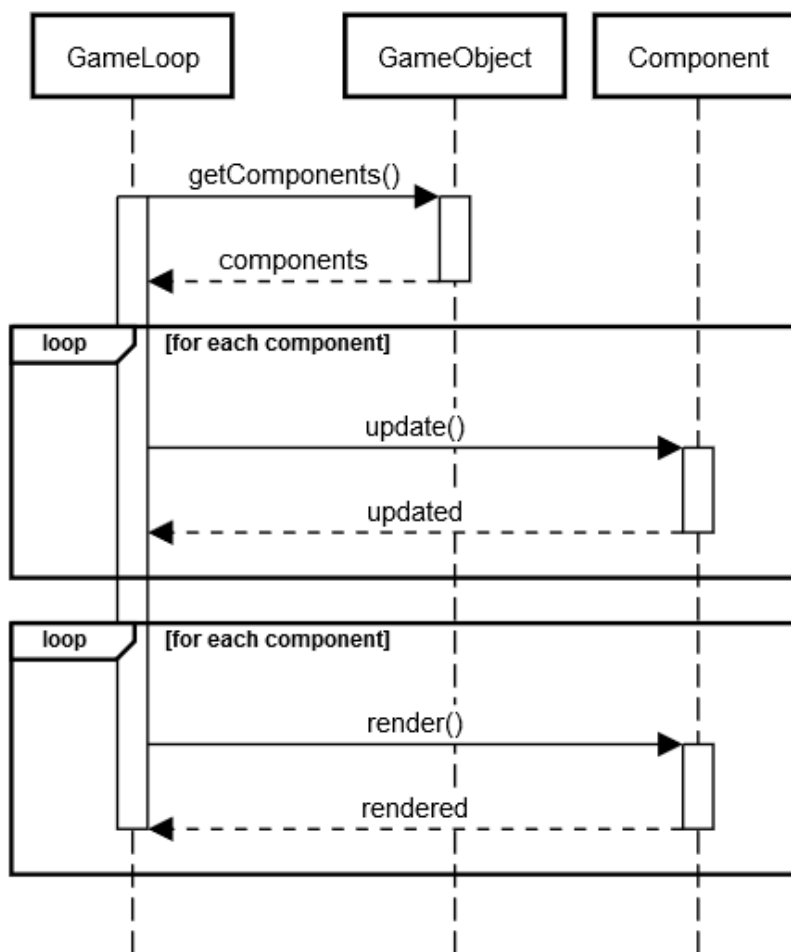 GameLoop
GameObject
Component
getComponents()
components
loop
[for each component]
update()
updated
loop
[for each component]
render()
rendered